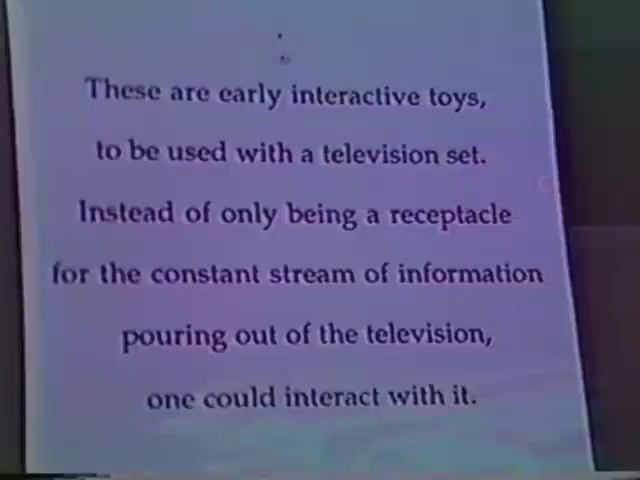 These are early interactive toys,
to be used with a television set.
Instead of only being a receptacle
for the constant stream of information
pouring out of the television,
one could interact with it.